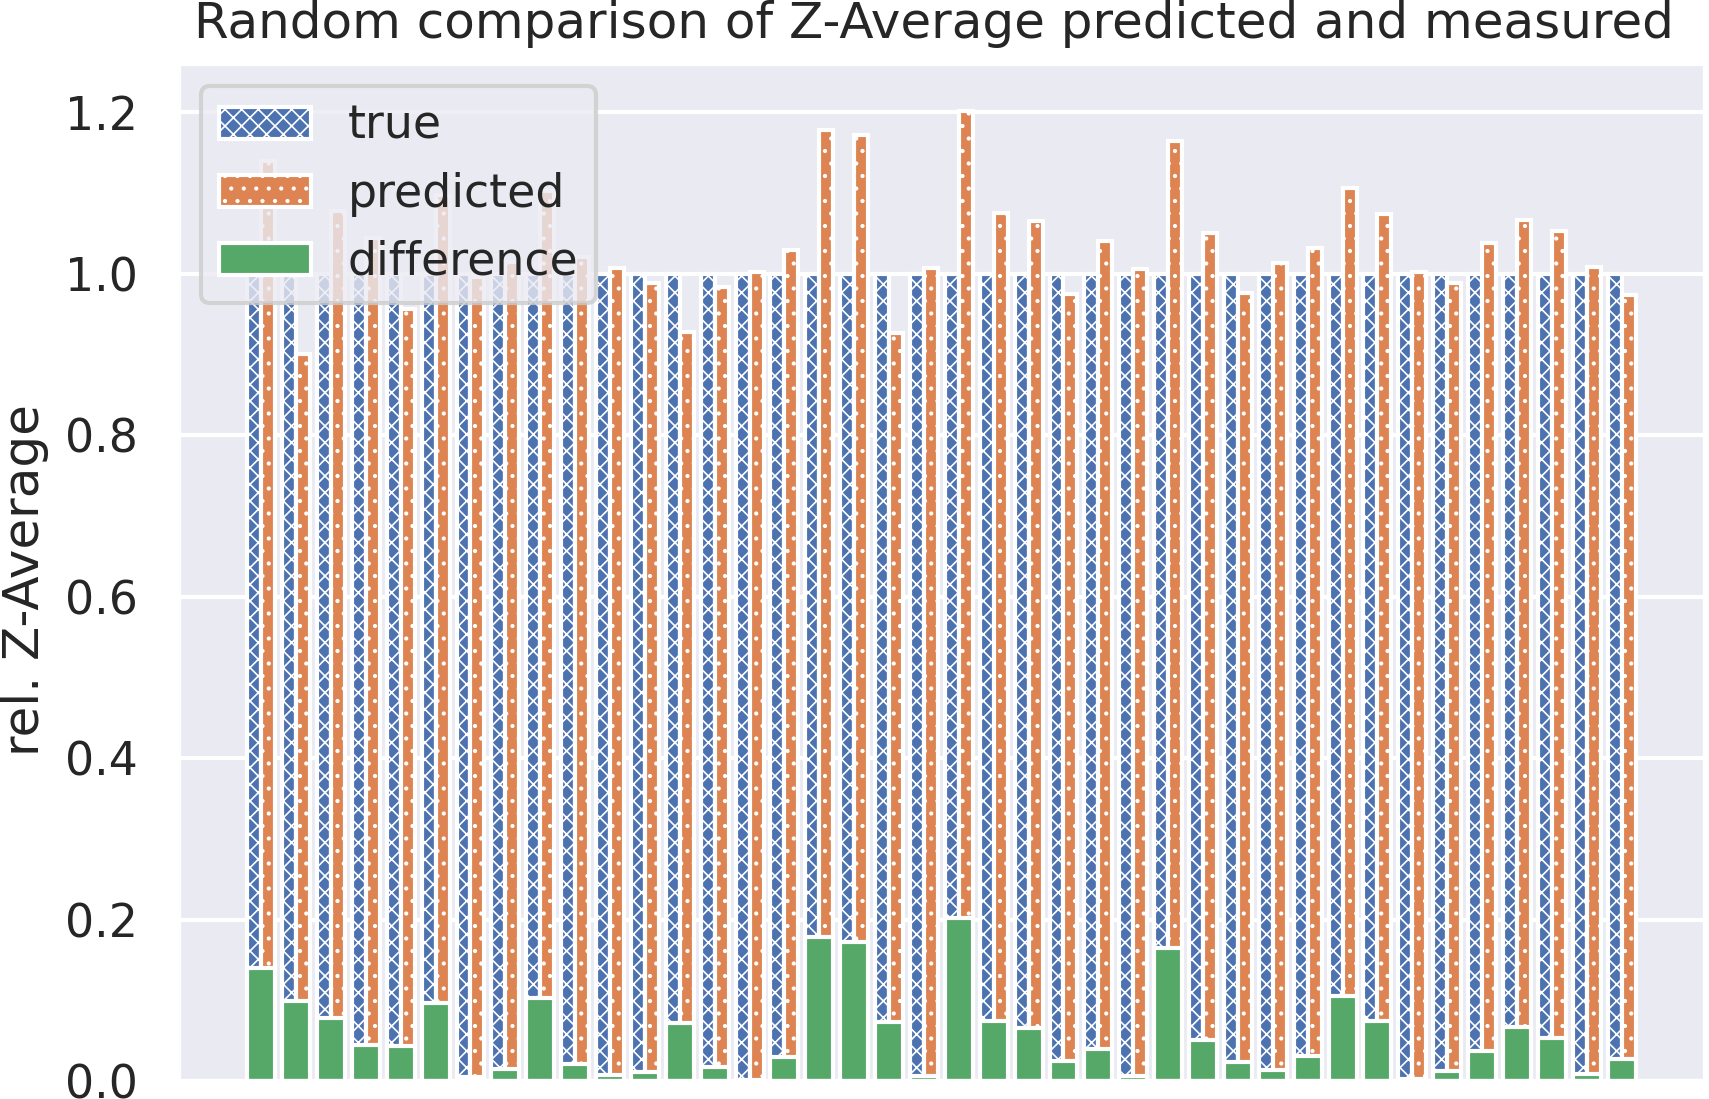 Random comparison of Z-Average predicted and measured
true
predicted
difference
rel. Z-Average
1.2
1.0
0.8
0.6
0.4
0.2
0.0